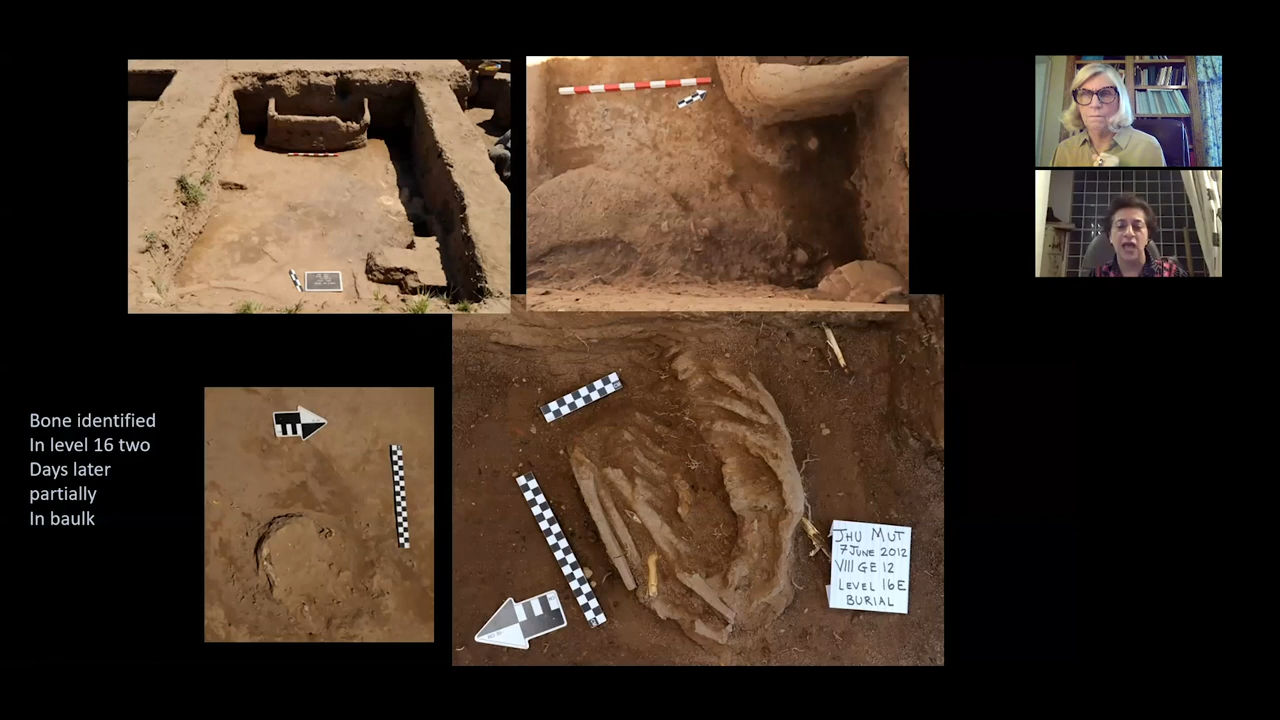 Bone identified
In level 16 two
Days later
partially
In baulk
JHU MUT
7 JUNE 2012
VIII GE 12
LEVEL 16E
BURIAL